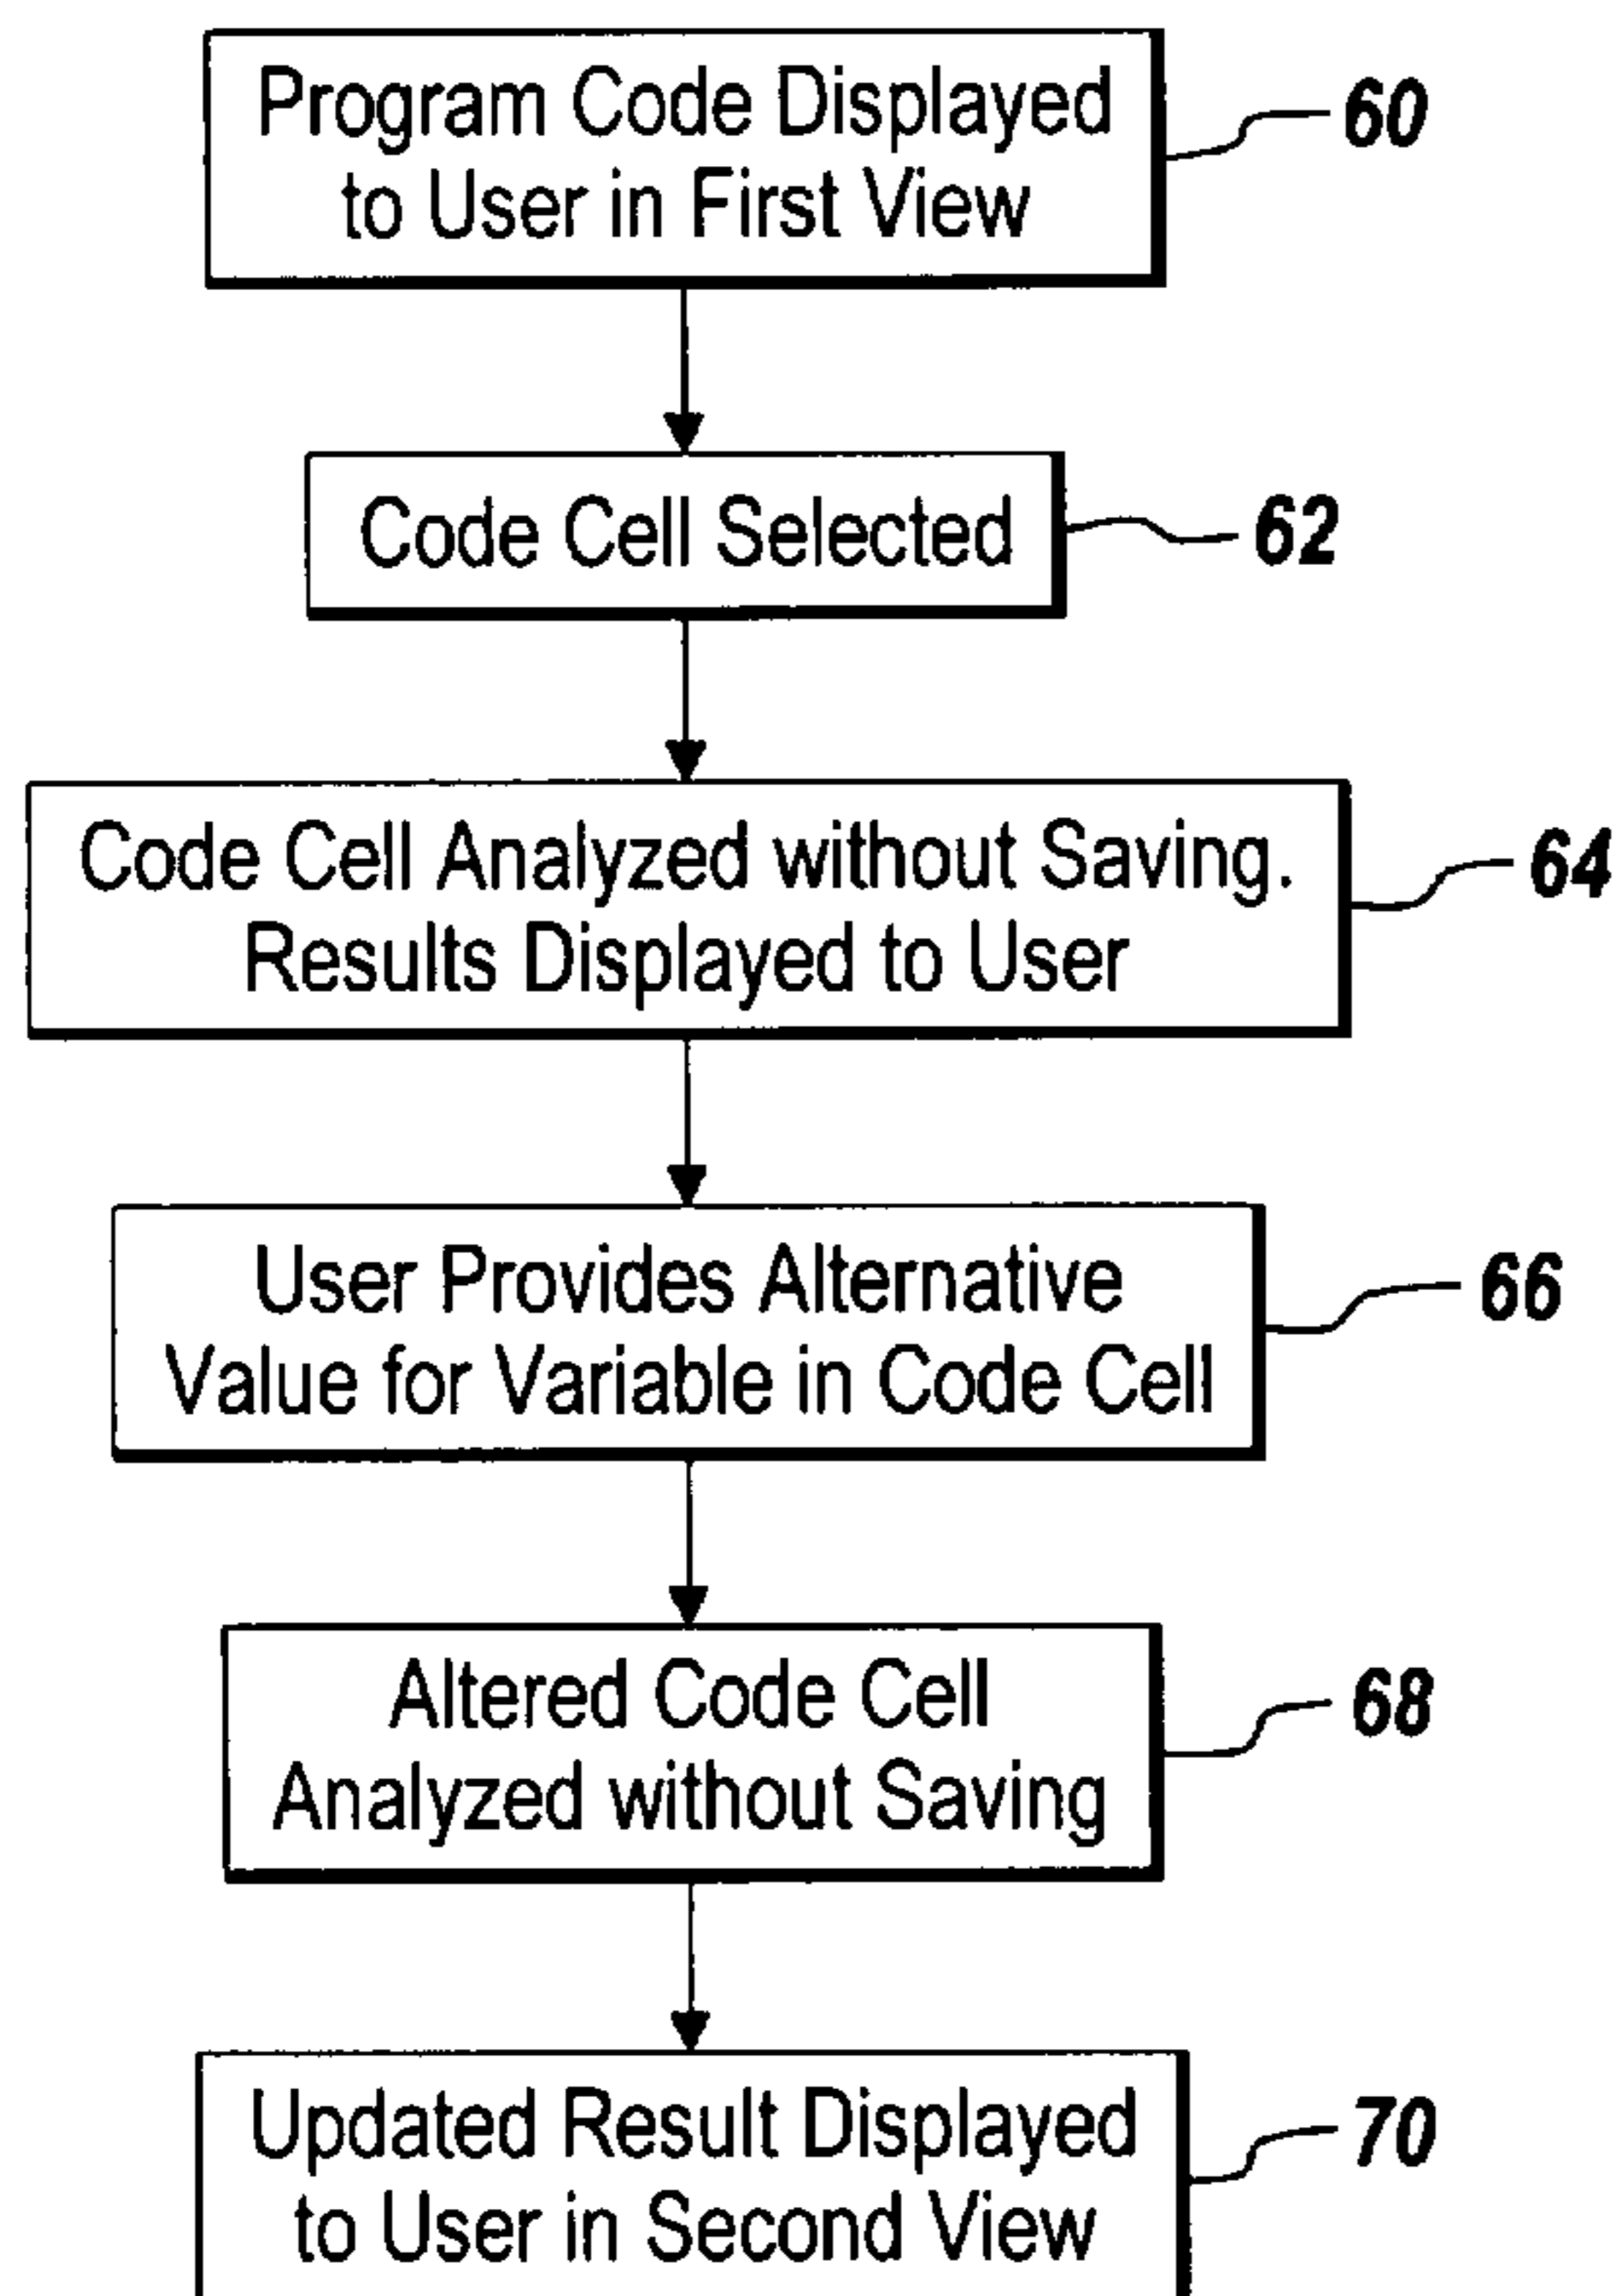 Program Code Displayed
to User in First View
60
Code Cell Selected
62
Code Cell Analyzed without Saving.
Results Displayed to User
64
User Provides Alternative
Value for Variable in Code Cell
66
Altered Code Cell
Analyzed without Saving
68
Updated Result Displayed
to User in Second View
70